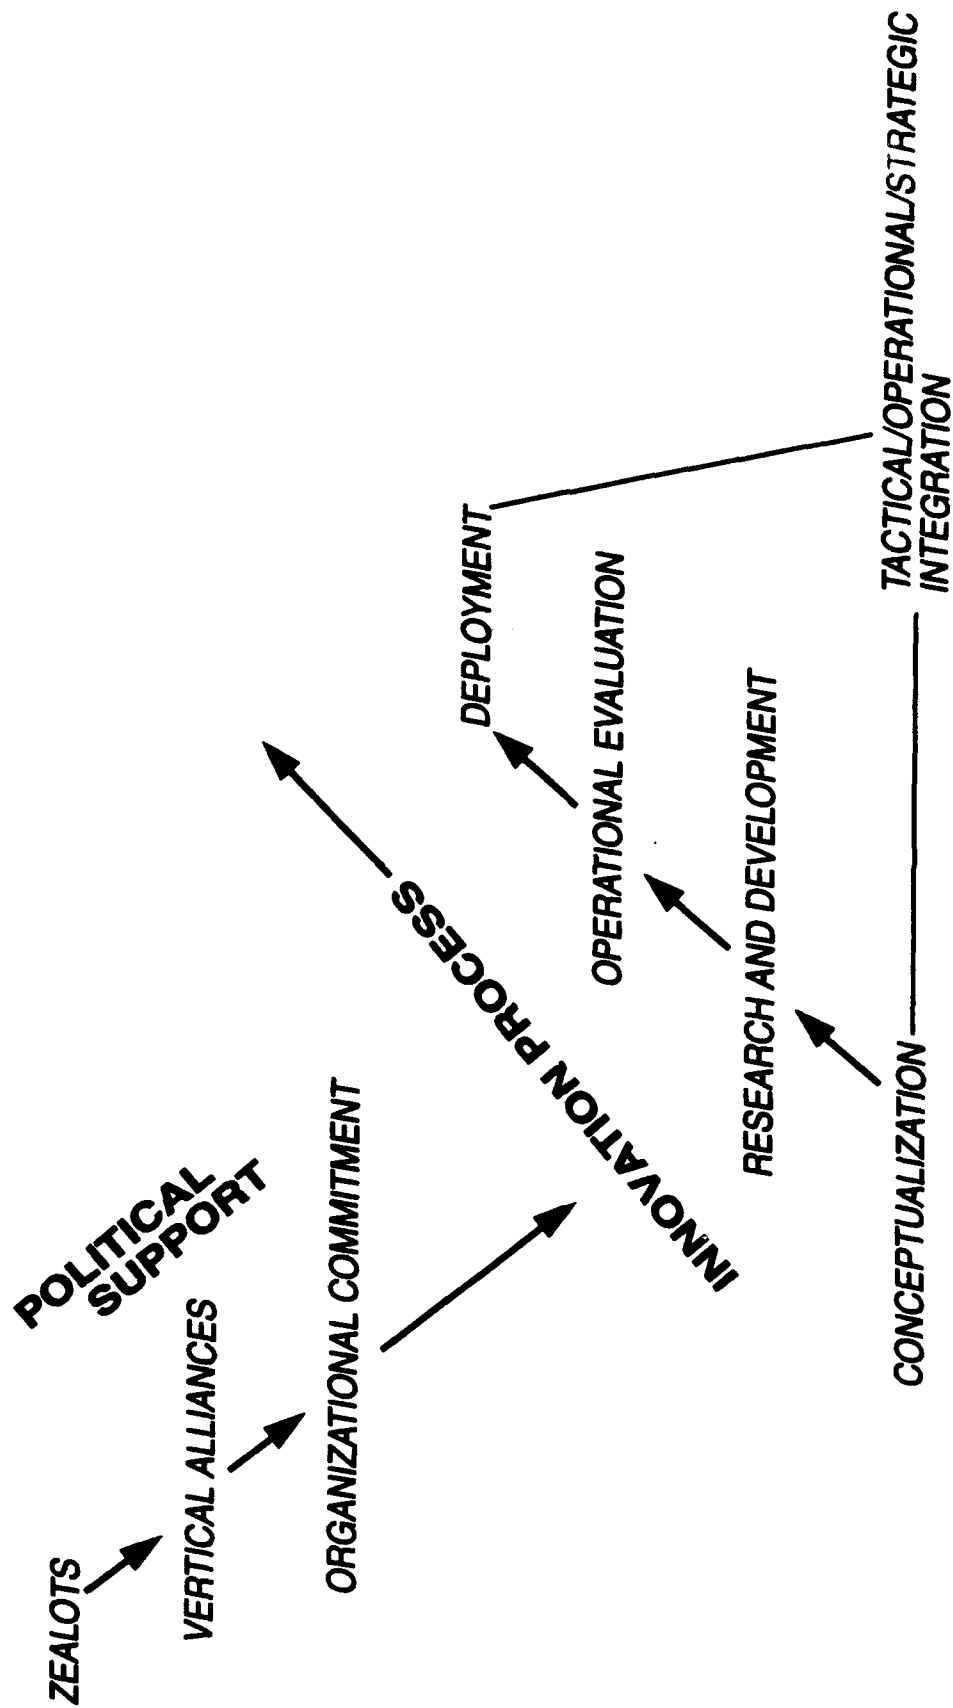 ZEALOTS
VERTICAL ALLIANCES
POLITICAL
SUPPORT
ORGANIZATIONAL COMMITMENT
INNOVATION PROCESS
DEPLOYMENT
OPERATIONAL EVALUATION
RESEARCH AND DEVELOPMENT
CONCEPTUALIZATION
TACTICAL/OPERATIONAL/STRATEGIC
INTEGRATION